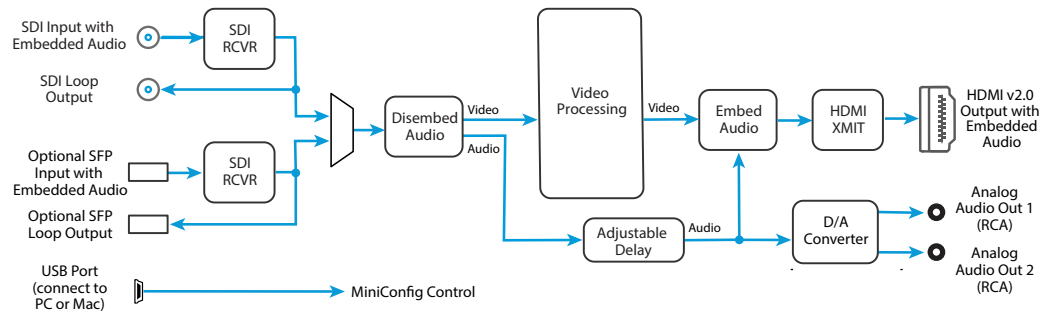 SDI Input with
Embedded Audio
SDI
RCVR
SDI Loop
Output
Optional SFP
Input with
Embedded Audio
SDI
RCVR
Optional SFP
Loop Output
USB Port
(connect to
PC or Mac)
MiniConfig Control
Disembed
Audio
Video
Audio
Video
Processing
Video
Adjustable
Delay
Audio
Embed
Audio
HDMI
XMIT
HDMI v2.0
Output with
Embedded
Audio
D/A
Converter
Analog
Audio Out 1
(RCA)
Analog
Audio Out 2
(RCA)